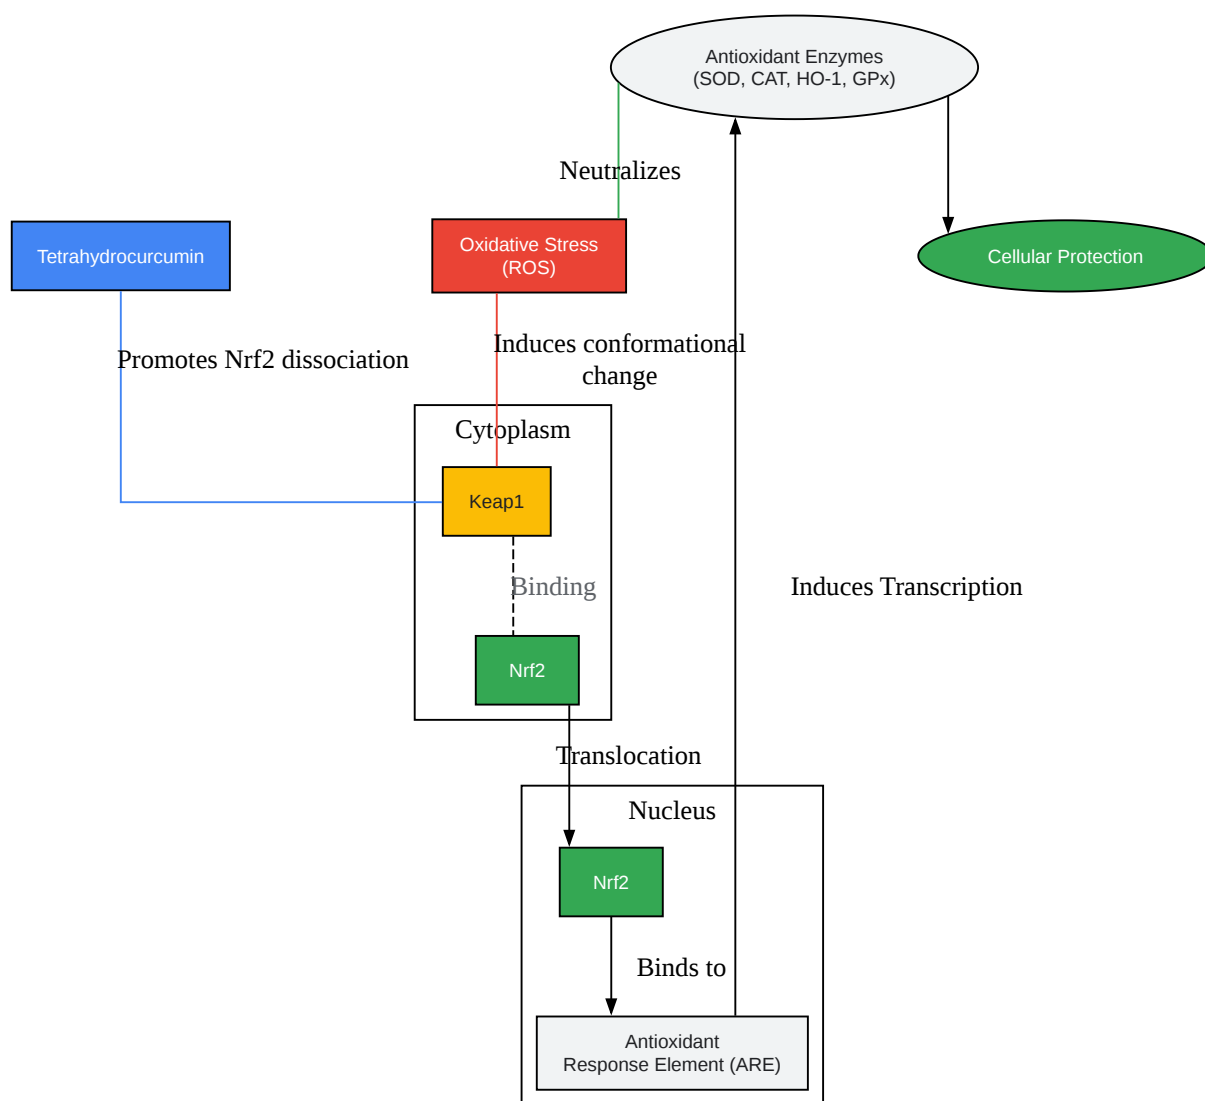 Antioxidant Enzymes
(SOD, CAT, HO-1, GPx)
Neutralizes
Tetrahydrocurcumin
Oxidative Stress
(ROS)
Cellular Protection
Promotes Nrf2 dissociation
Induces conformational
change
Cytoplasm
Keap1
Binding
Induces Transcription
Nrf2
Translocation
Nucleus
Nrf2
Binds to
Antioxidant
Response Element (ARE)